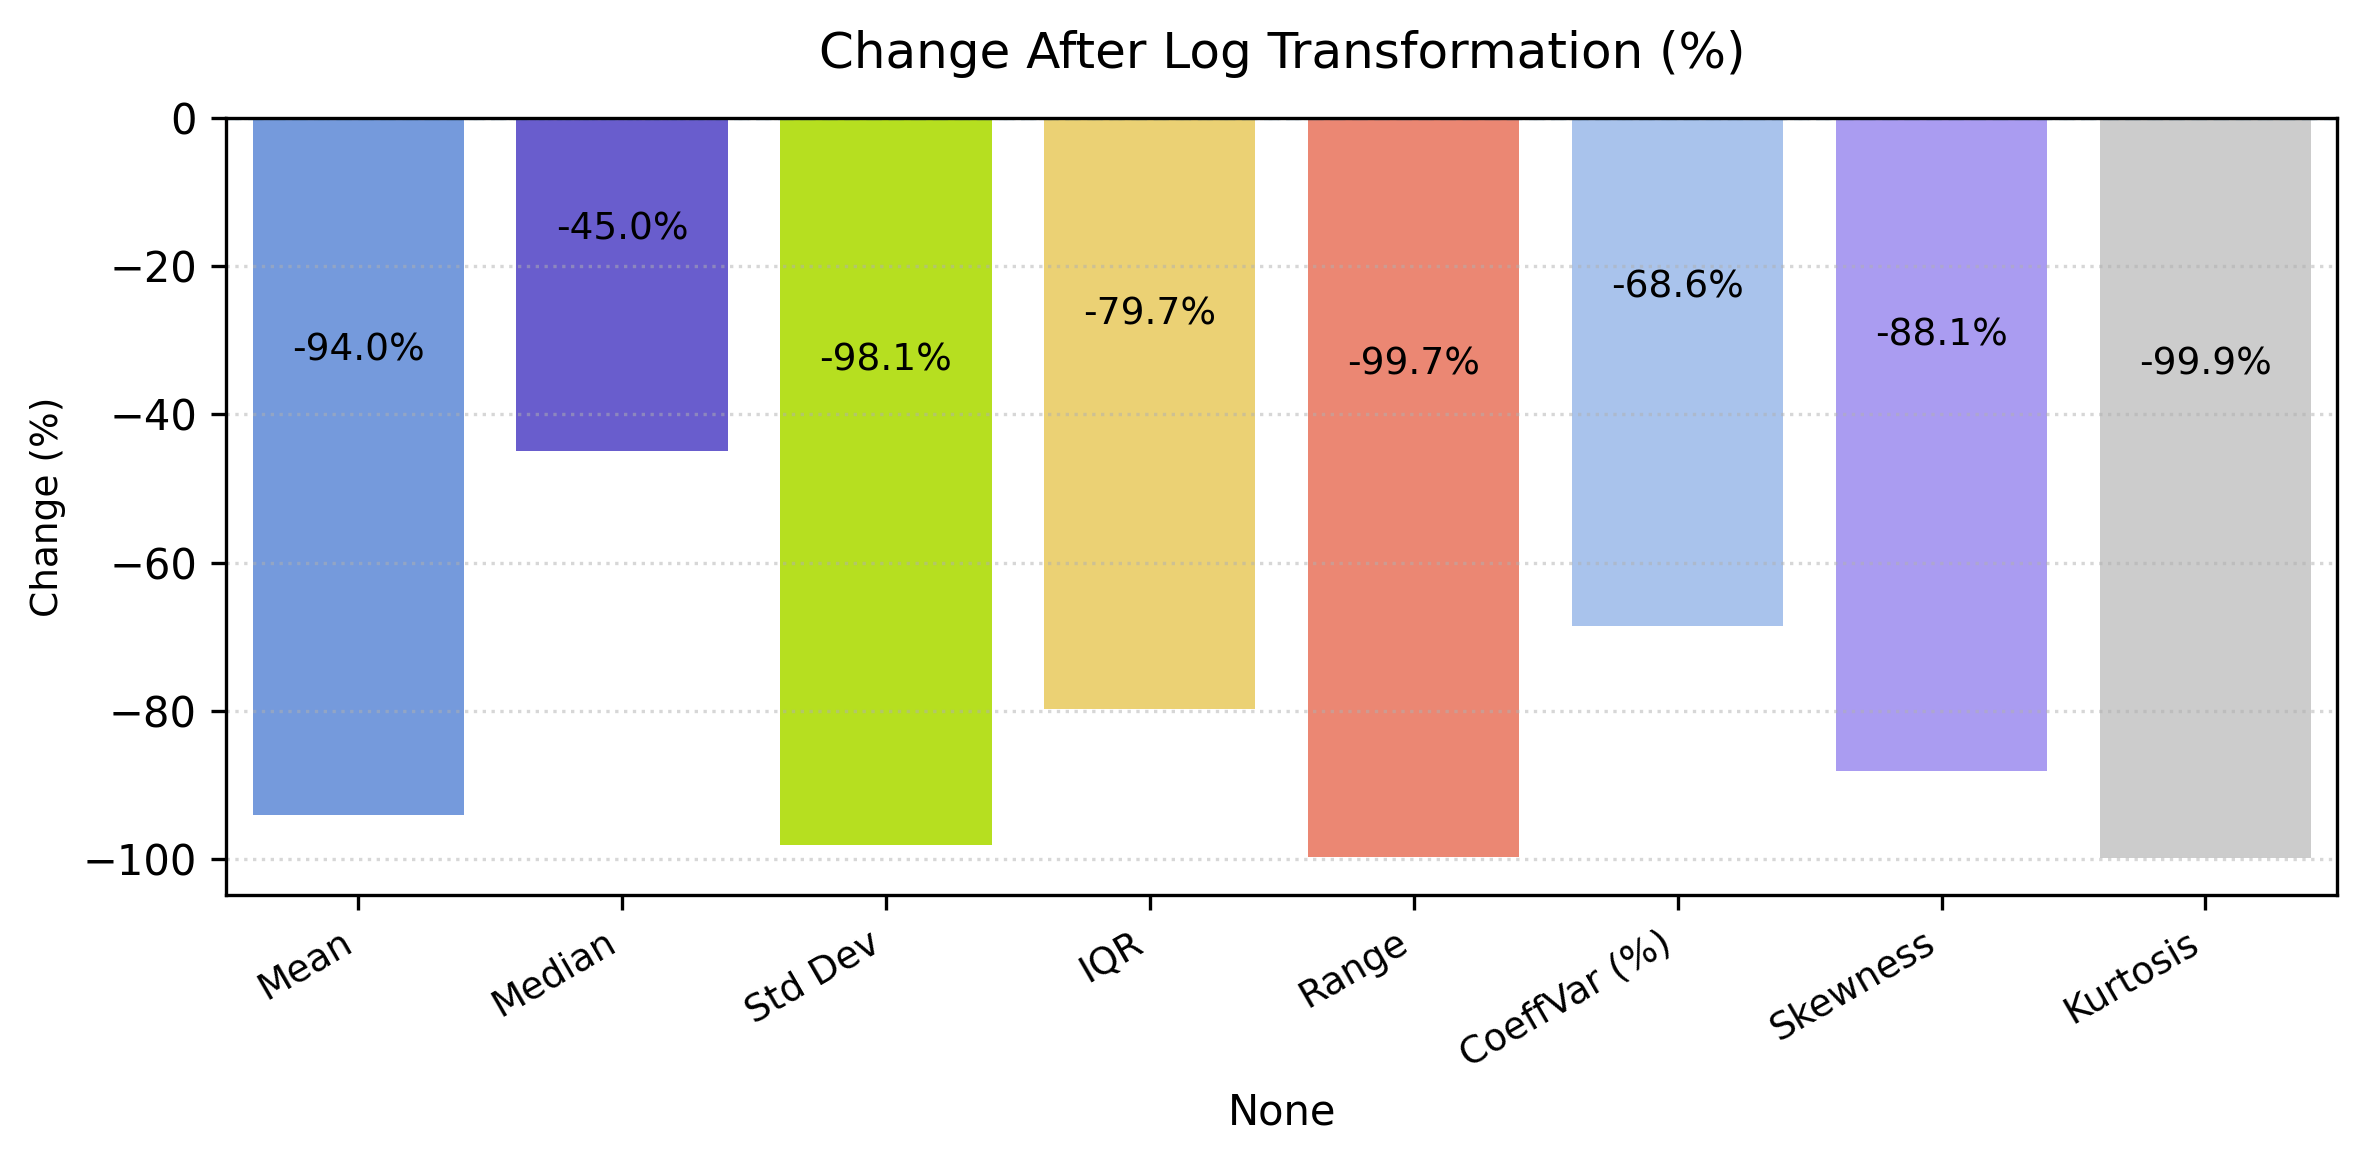 Change After Log Transformation (%)
Change (%)
0
−20
−40
−60
−80
−100
-94.0%
-45.0%
-98.1%
-79.7%
-99.7%
-68.6%
-88.1%
-99.9%
Mean
Median
Std Dev
IQR
Range
CoeffVar (%)
Skewness
Kurtosis
None